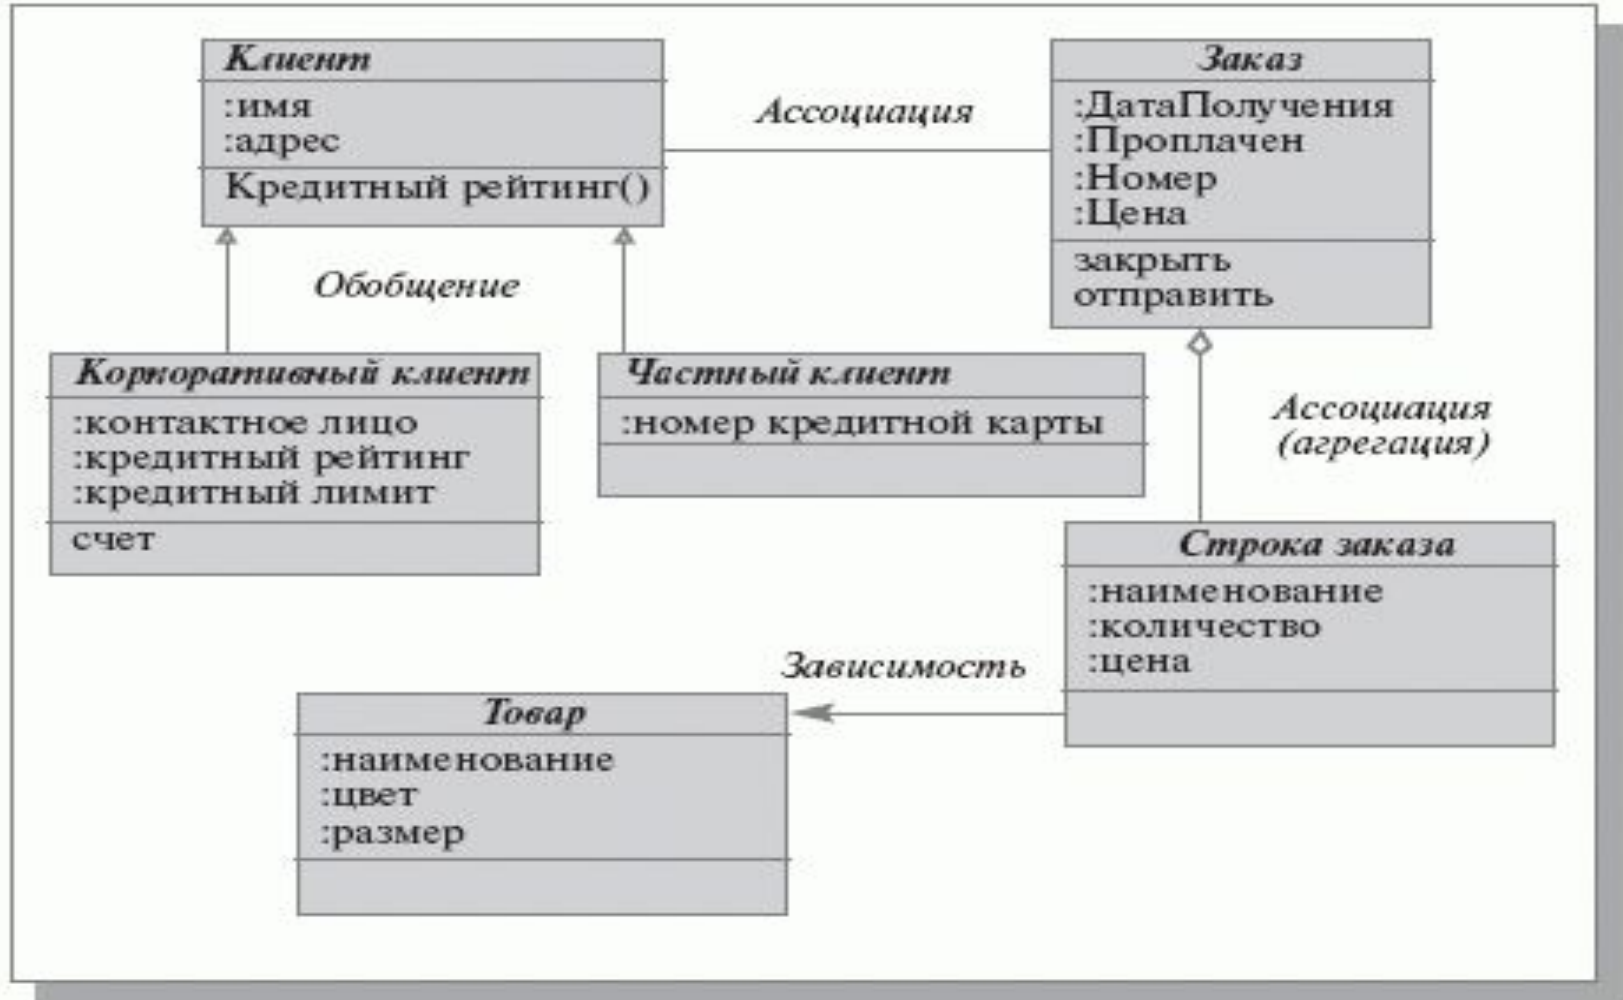 Клиент
:имя
:адрес
Кредитный рейтинг()
Ассоциация
Заказ
:ДатаПолучения
:Проплачен
:Номер
:Цена
закрыть
отправить
Обобщение
Корпоративный клиент
:контактное лицо
:кредитный рейтинг
:кредитный лимит
счет
Частный клиент
:номер кредитной карты
Ассоциация
(агрегация)
Строка заказа
:наименование
:количество
:цена
Зависимость
Товар
:наименование
:цвет
:размер